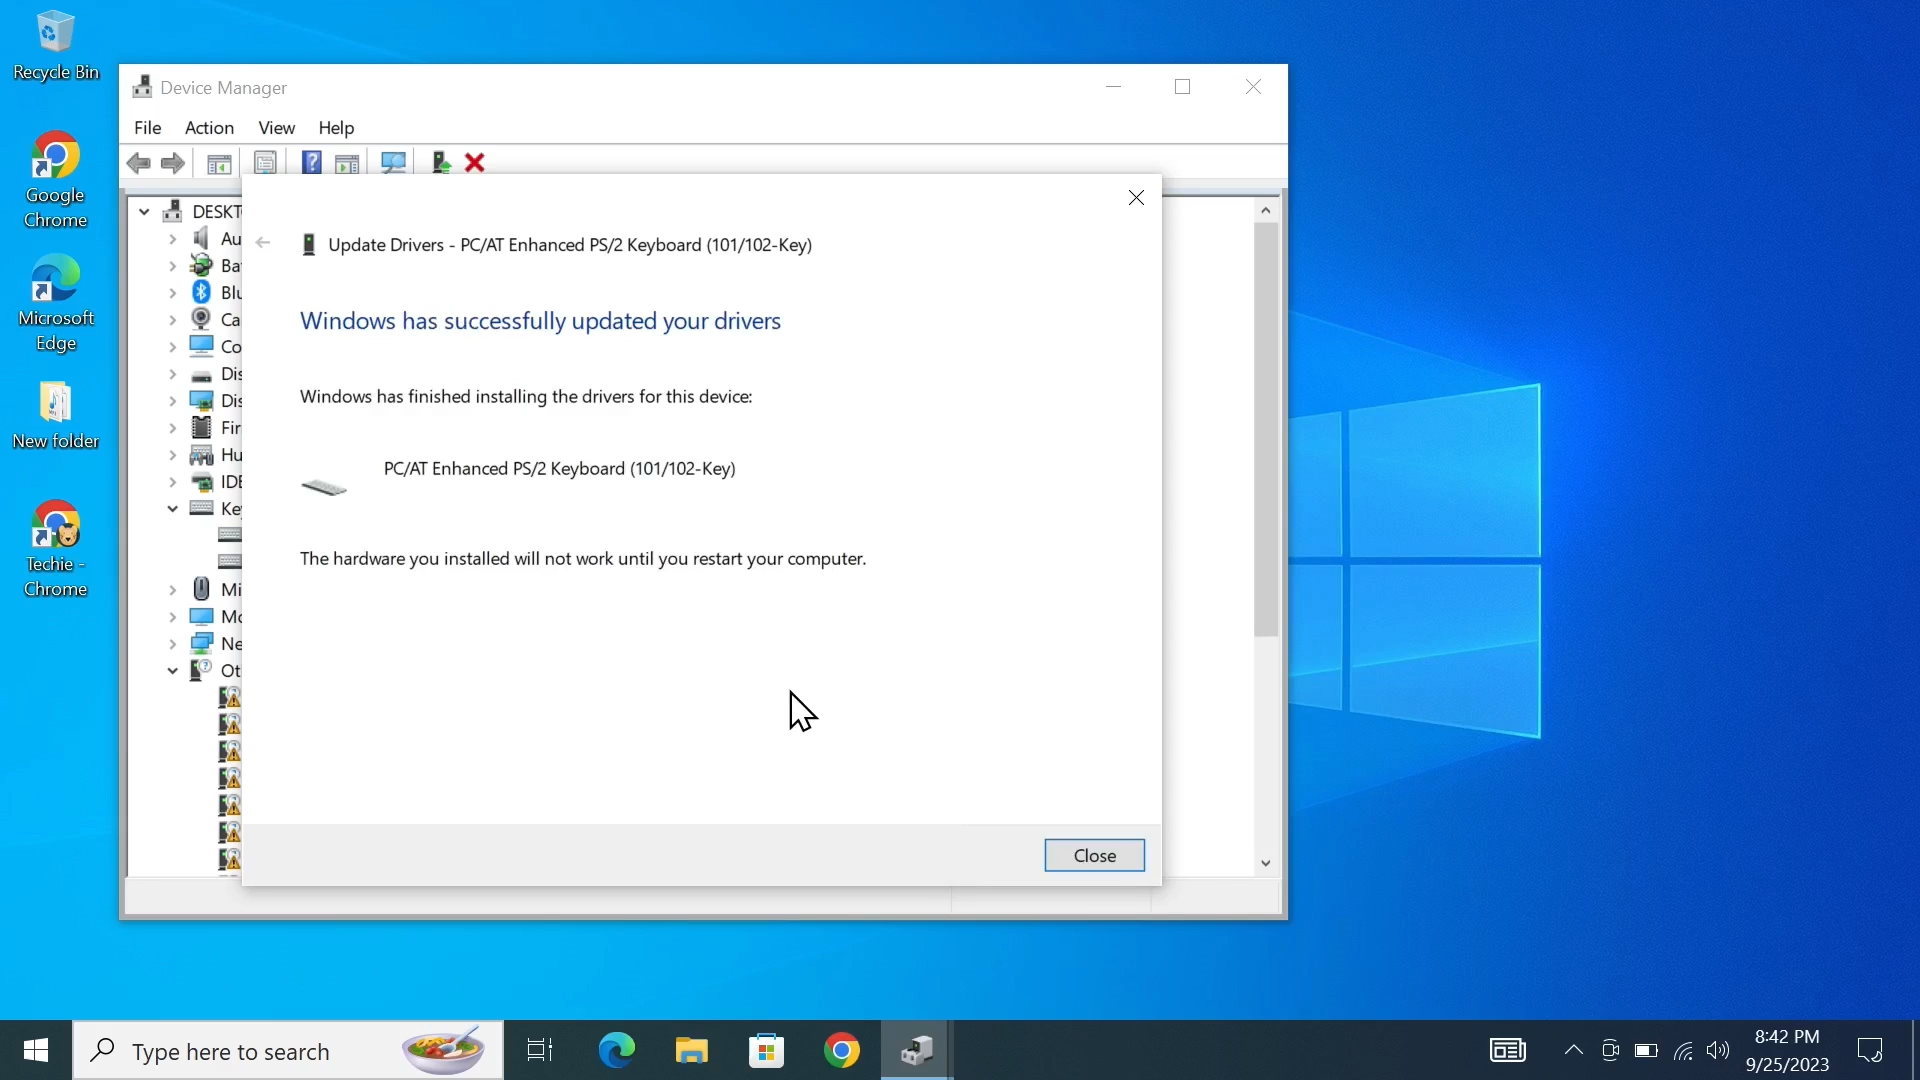 Recycle Bin
Google
Chrome
Microsoft
Edge
New folder
Techie -
Chrome
Device Manager
File Action View Help
DESKT
Au
Ba
Blu
Ca
Co
Dis
Dis
Fir
Hu
IDE
Key
Mi
Mo
Ne
Ot
Update Drivers - PC/AT Enhanced PS/2 Keyboard (101/102-Key)
Windows has successfully updated your drivers
Windows has finished installing the drivers for this device:
PC/AT Enhanced PS/2 Keyboard (101/102-Key)
The hardware you installed will not work until you restart your computer.
Close
Type here to search
8:42 PM
9/25/2023